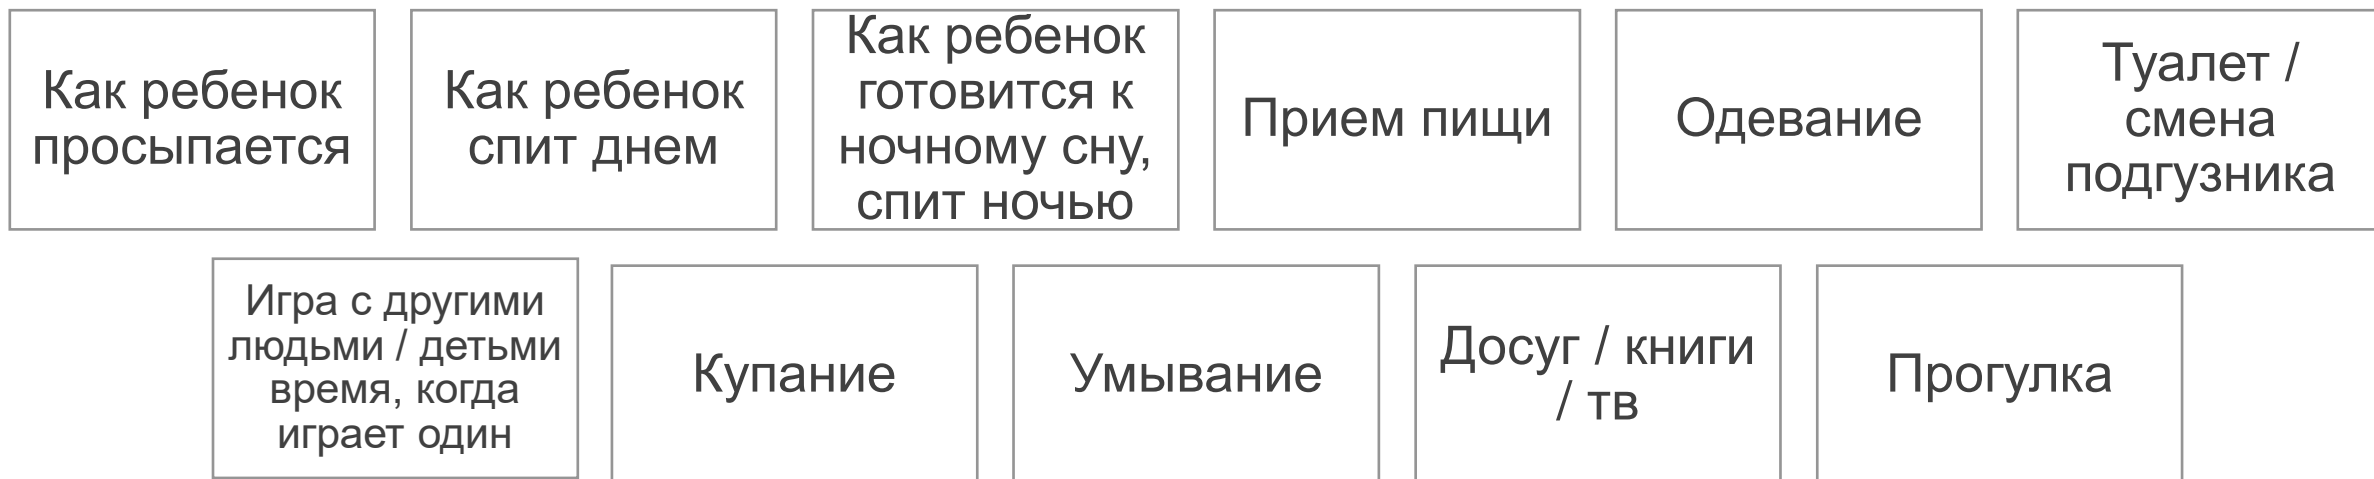 Как ребенок
просыпается
Как ребенок
спит днем
Как ребенок
готовится к
ночному сну,
спит ночью
Прием пищи
Одевание
Туалет /
смена
подгузника
Игра с другими
людьми / детьми
время, когда
играет один
Купание
Умывание
Досуг / книги
/ тв
Прогулка